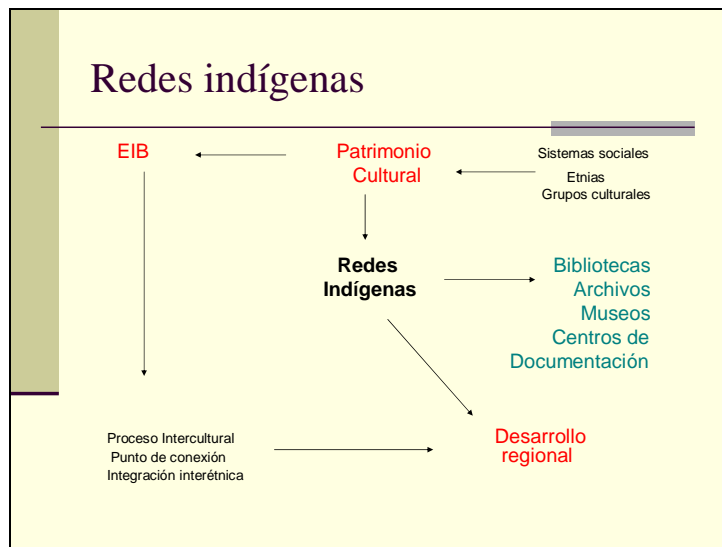 Redes indígenas
EIB
Patrimonio
Cultural
Sistemas sociales
Etnias
Grupos culturales
Redes
Indígenas
Bibliotecas
Archivos
Museos
Centros de
Documentación
Proceso Intercultural
Punto de conexión
Integración interétnica
Desarrollo
regional